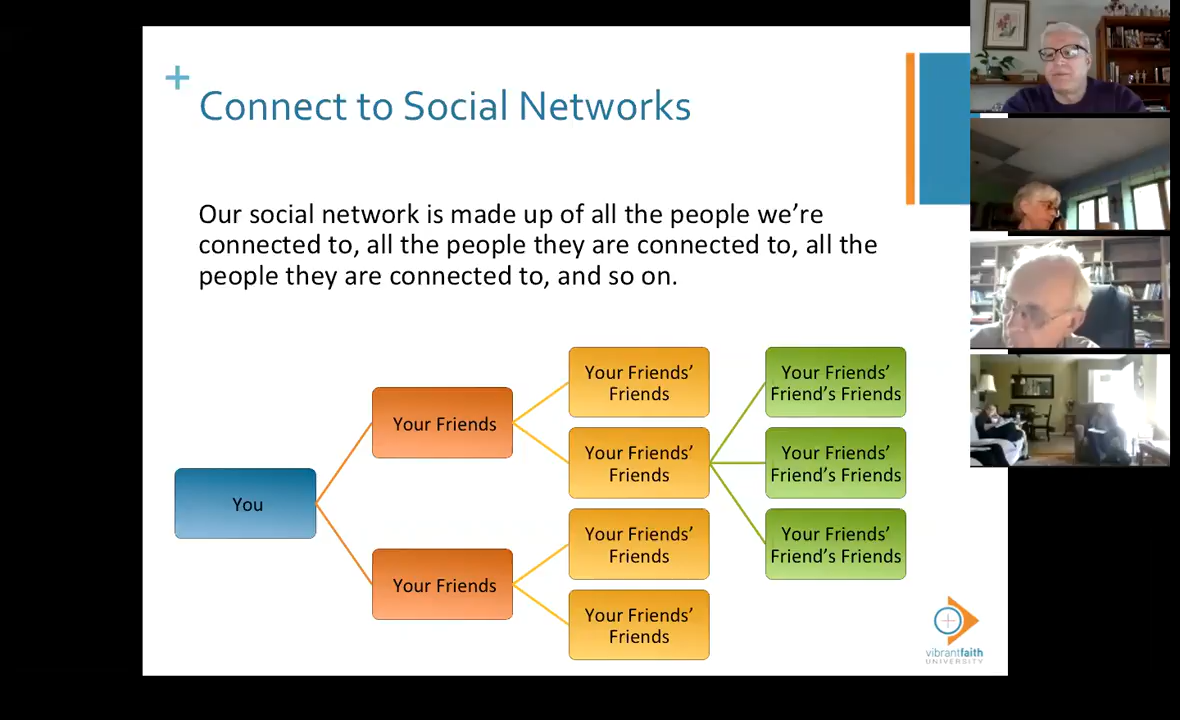 +
Connect to Social Networks
Our social network is made up of all the people we’re
connected to, all the people they are connected to, all the
people they are connected to, and so on.
You
Your Friends
Your Friends
Your Friends’
Friends
Your Friends’
Friends
Your Friends’
Friends
Your Friends’
Friends
Your Friends’
Friend’s Friends
Your Friends’
Friend’s Friends
Your Friends’
Friend’s Friends
vibrantfaith
UNIVERSITY